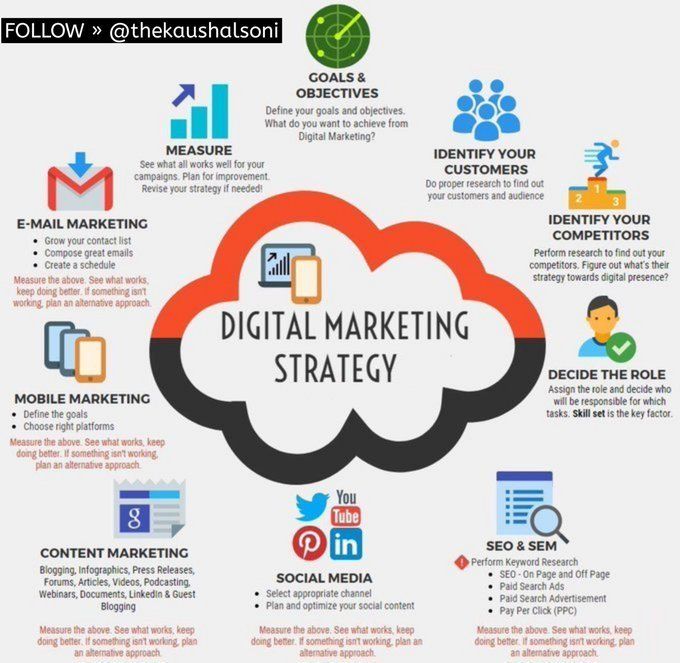 FOLLOW » @thekaushalsoni
GOALS &
OBJECTIVES
Define your goals and objectives.
What do you want to achieve from
Digital Marketing?
IDENTIFY YOUR
CUSTOMERS
Do proper research to find out
your customers and audience
1
2
3
IDENTIFY YOUR
COMPETITORS
Perform research to find out your
competitors. Figure out what's their
strategy towards digital presence?
DECIDE THE ROLE
Assign the role and decide who
will be responsible for which
tasks. Skill set is the key factor.
SEO & SEM
! Perform Keyword Research
• SEO - On Page and Off Page
• Paid Search Ads
• Paid Search Advertisement
• Pay Per Click (PPC)
Measure the above. See what works, keep
doing better. If something isn't working, plan an
alternative approach.
You
Tube
in
SOCIAL MEDIA
• Select appropriate channel
• Plan and optimize your social content
Measure the above. See what works, keep
doing better. If something isn't working, plan an
alternative approach.
g
CONTENT MARKETING
Blogging, Infographics, Press Releases,
Forums, Articles, Videos, Podcasting,
Webinars, Documents, LinkedIn & Guest
Blogging
Measure the above. See what works, keep
doing better. If something isn't working, plan
an alternative approach.
MOBILE MARKETING
• Define the goals
• Choose right platforms
Measure the above. See what works, keep
doing better. If something isn't working,
plan an alternative approach.
E-MAIL MARKETING
• Grow your contact list
• Compose great emails
• Create a schedule
Measure the above. See what works,
keep doing better. If something isn't
working, plan an alternative approach.
MEASURE
See what all works well for your
campaigns. Plan for improvement.
Revise your strategy if needed!
DIGITAL MARKETING
STRATEGY